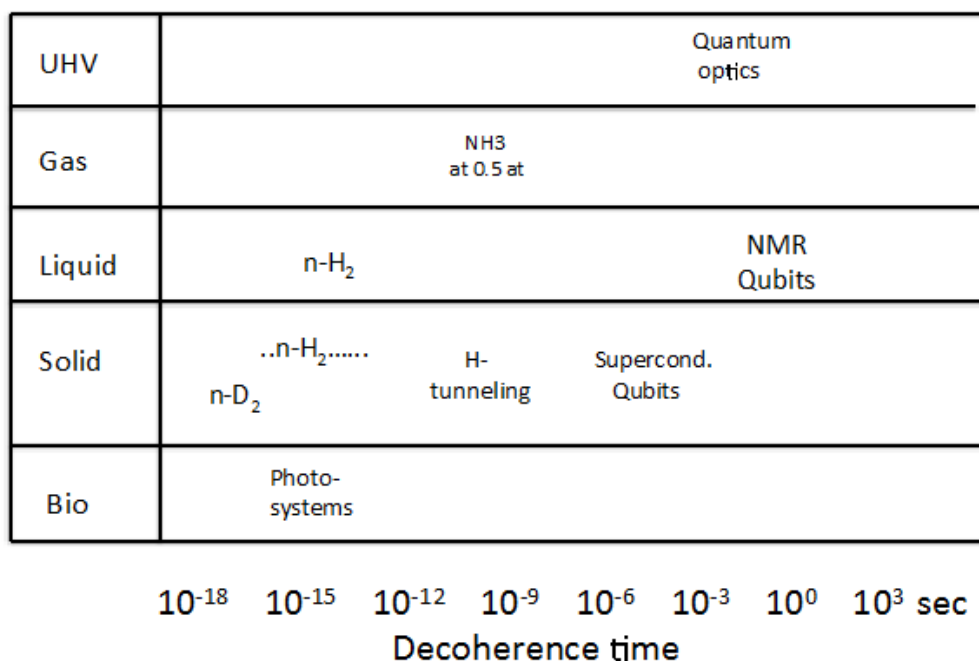 UHV
Quantum
optics
Gas
NH3
at 0.5 at
Liquid
n-H₂
NMR
Qubits
Solid
..n-H₂......
n-D₂
H-
tunneling
Supercond.
Qubits
Bio
Photo-
systems
10⁻¹⁸ 10⁻¹⁵ 10⁻¹² 10⁻⁹ 10⁻⁶ 10⁻³ 10⁰ 10³ sec
Decoherence time